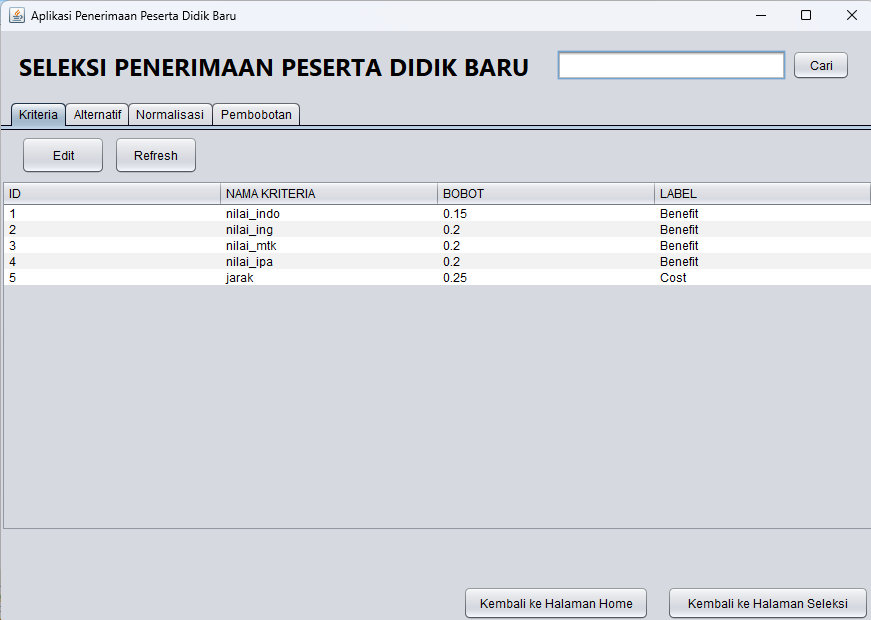 Aplikasi Penerimaan Peserta Didik Baru
SELEKSI PENERIMAAN PESERTA DIDIK BARU Cari
Kriteria Alternatif Normalisasi Pembobotan
Edit Refresh
ID NAMA KRITERIA BOBOT LABEL
1 nilai_indo 0.15 Benefit
2 nilai_ing 0.2 Benefit
3 nilai_mtk 0.2 Benefit
4 nilai_ipa 0.2 Benefit
5 jarak 0.25 Cost
Kembali ke Halaman Home Kembali ke Halaman Seleksi